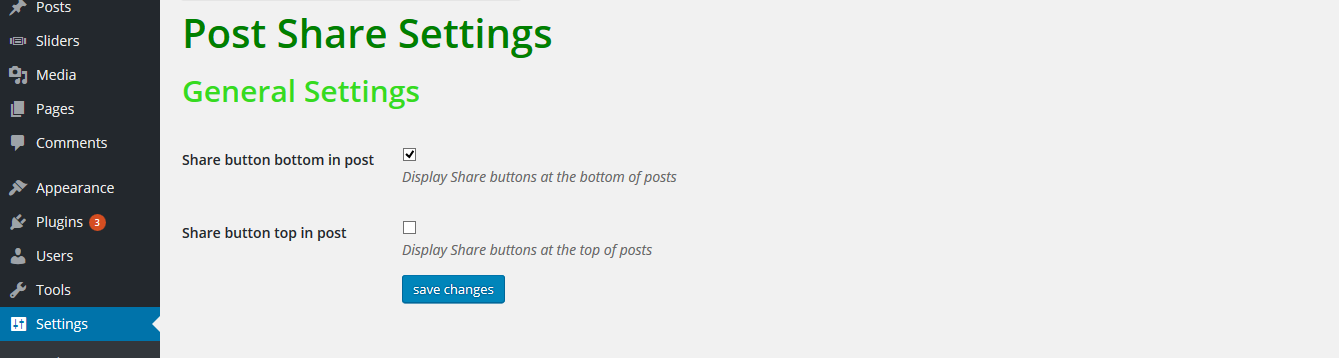 Posts
Sliders
Media
Pages
Comments
Appearance
Plugins 3
Users
Tools
Settings
Post Share Settings
General Settings
Share button bottom in post
Display Share buttons at the bottom of posts
Share button top in post
Display Share buttons at the top of posts
save changes